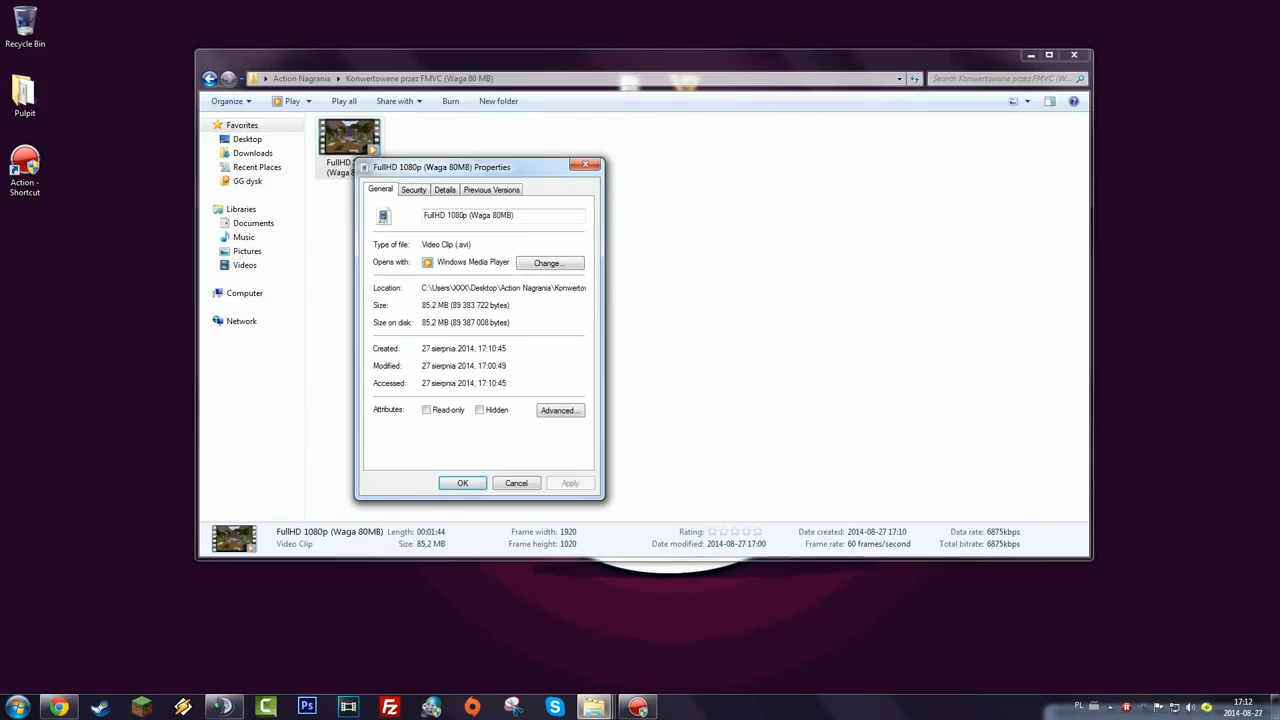 Recycle Bin
Pulpit
Action -
Shortcut
Action Nagrania
Konwertowane przez FMVC (Waga 80 MB)
Search Konwertowane przez FMVC (W...
Organize
Play
Play all
Share with
Burn
New folder
Favorites
Desktop
Downloads
Recent Places
GG dysk
Libraries
Documents
Music
Pictures
Videos
Computer
Network
FullHD 1080p (Waga 80MB) Properties
General
Security
Details
Previous Versions
FullHD 1080p (Waga 80MB)
Type of file: Video Clip (.avi)
Opens with: Windows Media Player
Change...
Location: C:\Users\XXX\Desktop\Action Nagrania\Konwertov
Size: 85,2 MB (89 383 722 bytes)
Size on disk: 85,2 MB (89 387 008 bytes)
Created: 27 sierpnia 2014, 17:10:45
Modified: 27 sierpnia 2014, 17:00:49
Accessed: 27 sierpnia 2014, 17:10:45
Attributes: Read-only Hidden
Advanced...
OK
Cancel
Apply
FullHD 1080p (Waga 80MB) Length: 00:01:44 Frame width: 1920 Rating: Date created: 2014-08-27 17:10 Data rate: 6875kbps
Video Clip Size: 85,2 MB Frame height: 1020 Date modified: 2014-08-27 17:00 Frame rate: 60 frames/second Total bitrate: 6875kbps
PL
17:12
2014-08-27